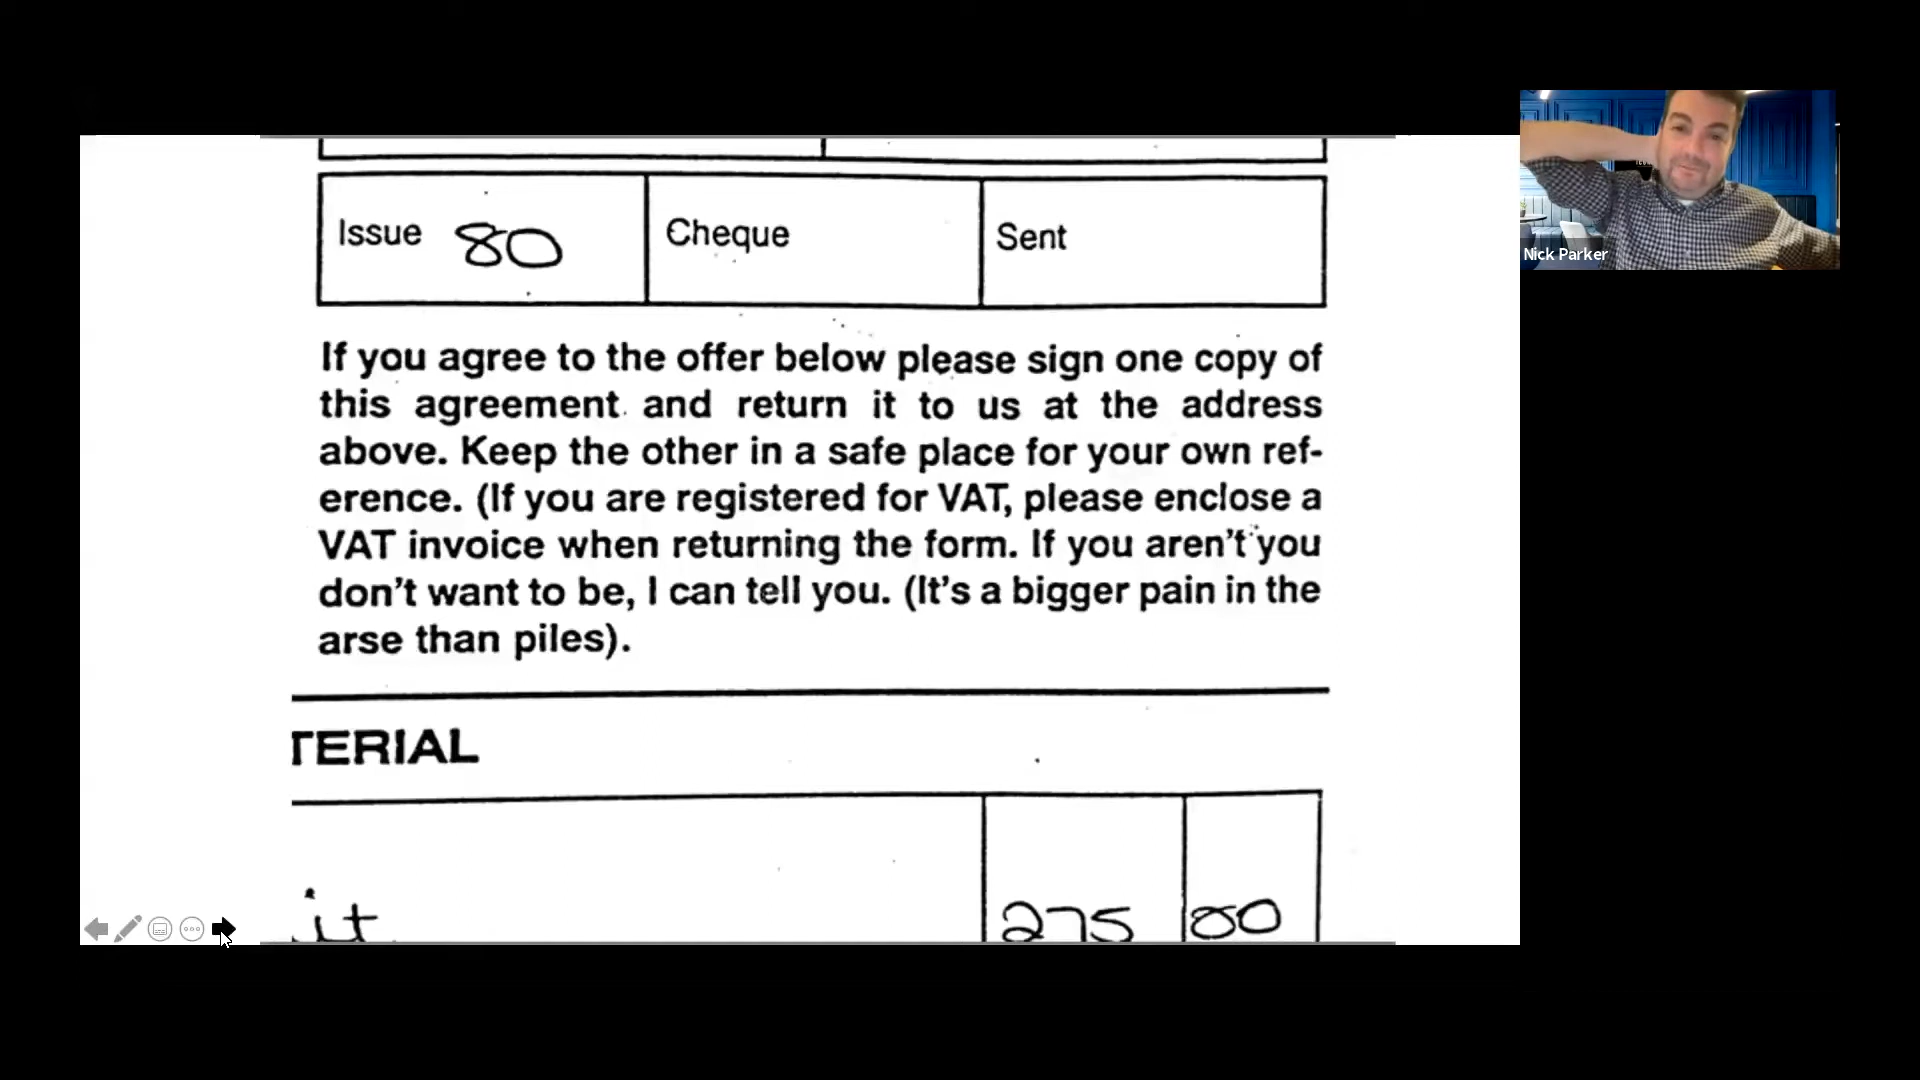 Issue 80 Cheque Sent
If you agree to the offer below please sign one copy of
this agreement and return it to us at the address
above. Keep the other in a safe place for your own ref-
erence. (If you are registered for VAT, please enclose a
VAT invoice when returning the form. If you aren't you
don't want to be, I can tell you. (It's a bigger pain in the
arse than piles).
TERIAL
it 275 80
Nick Parker